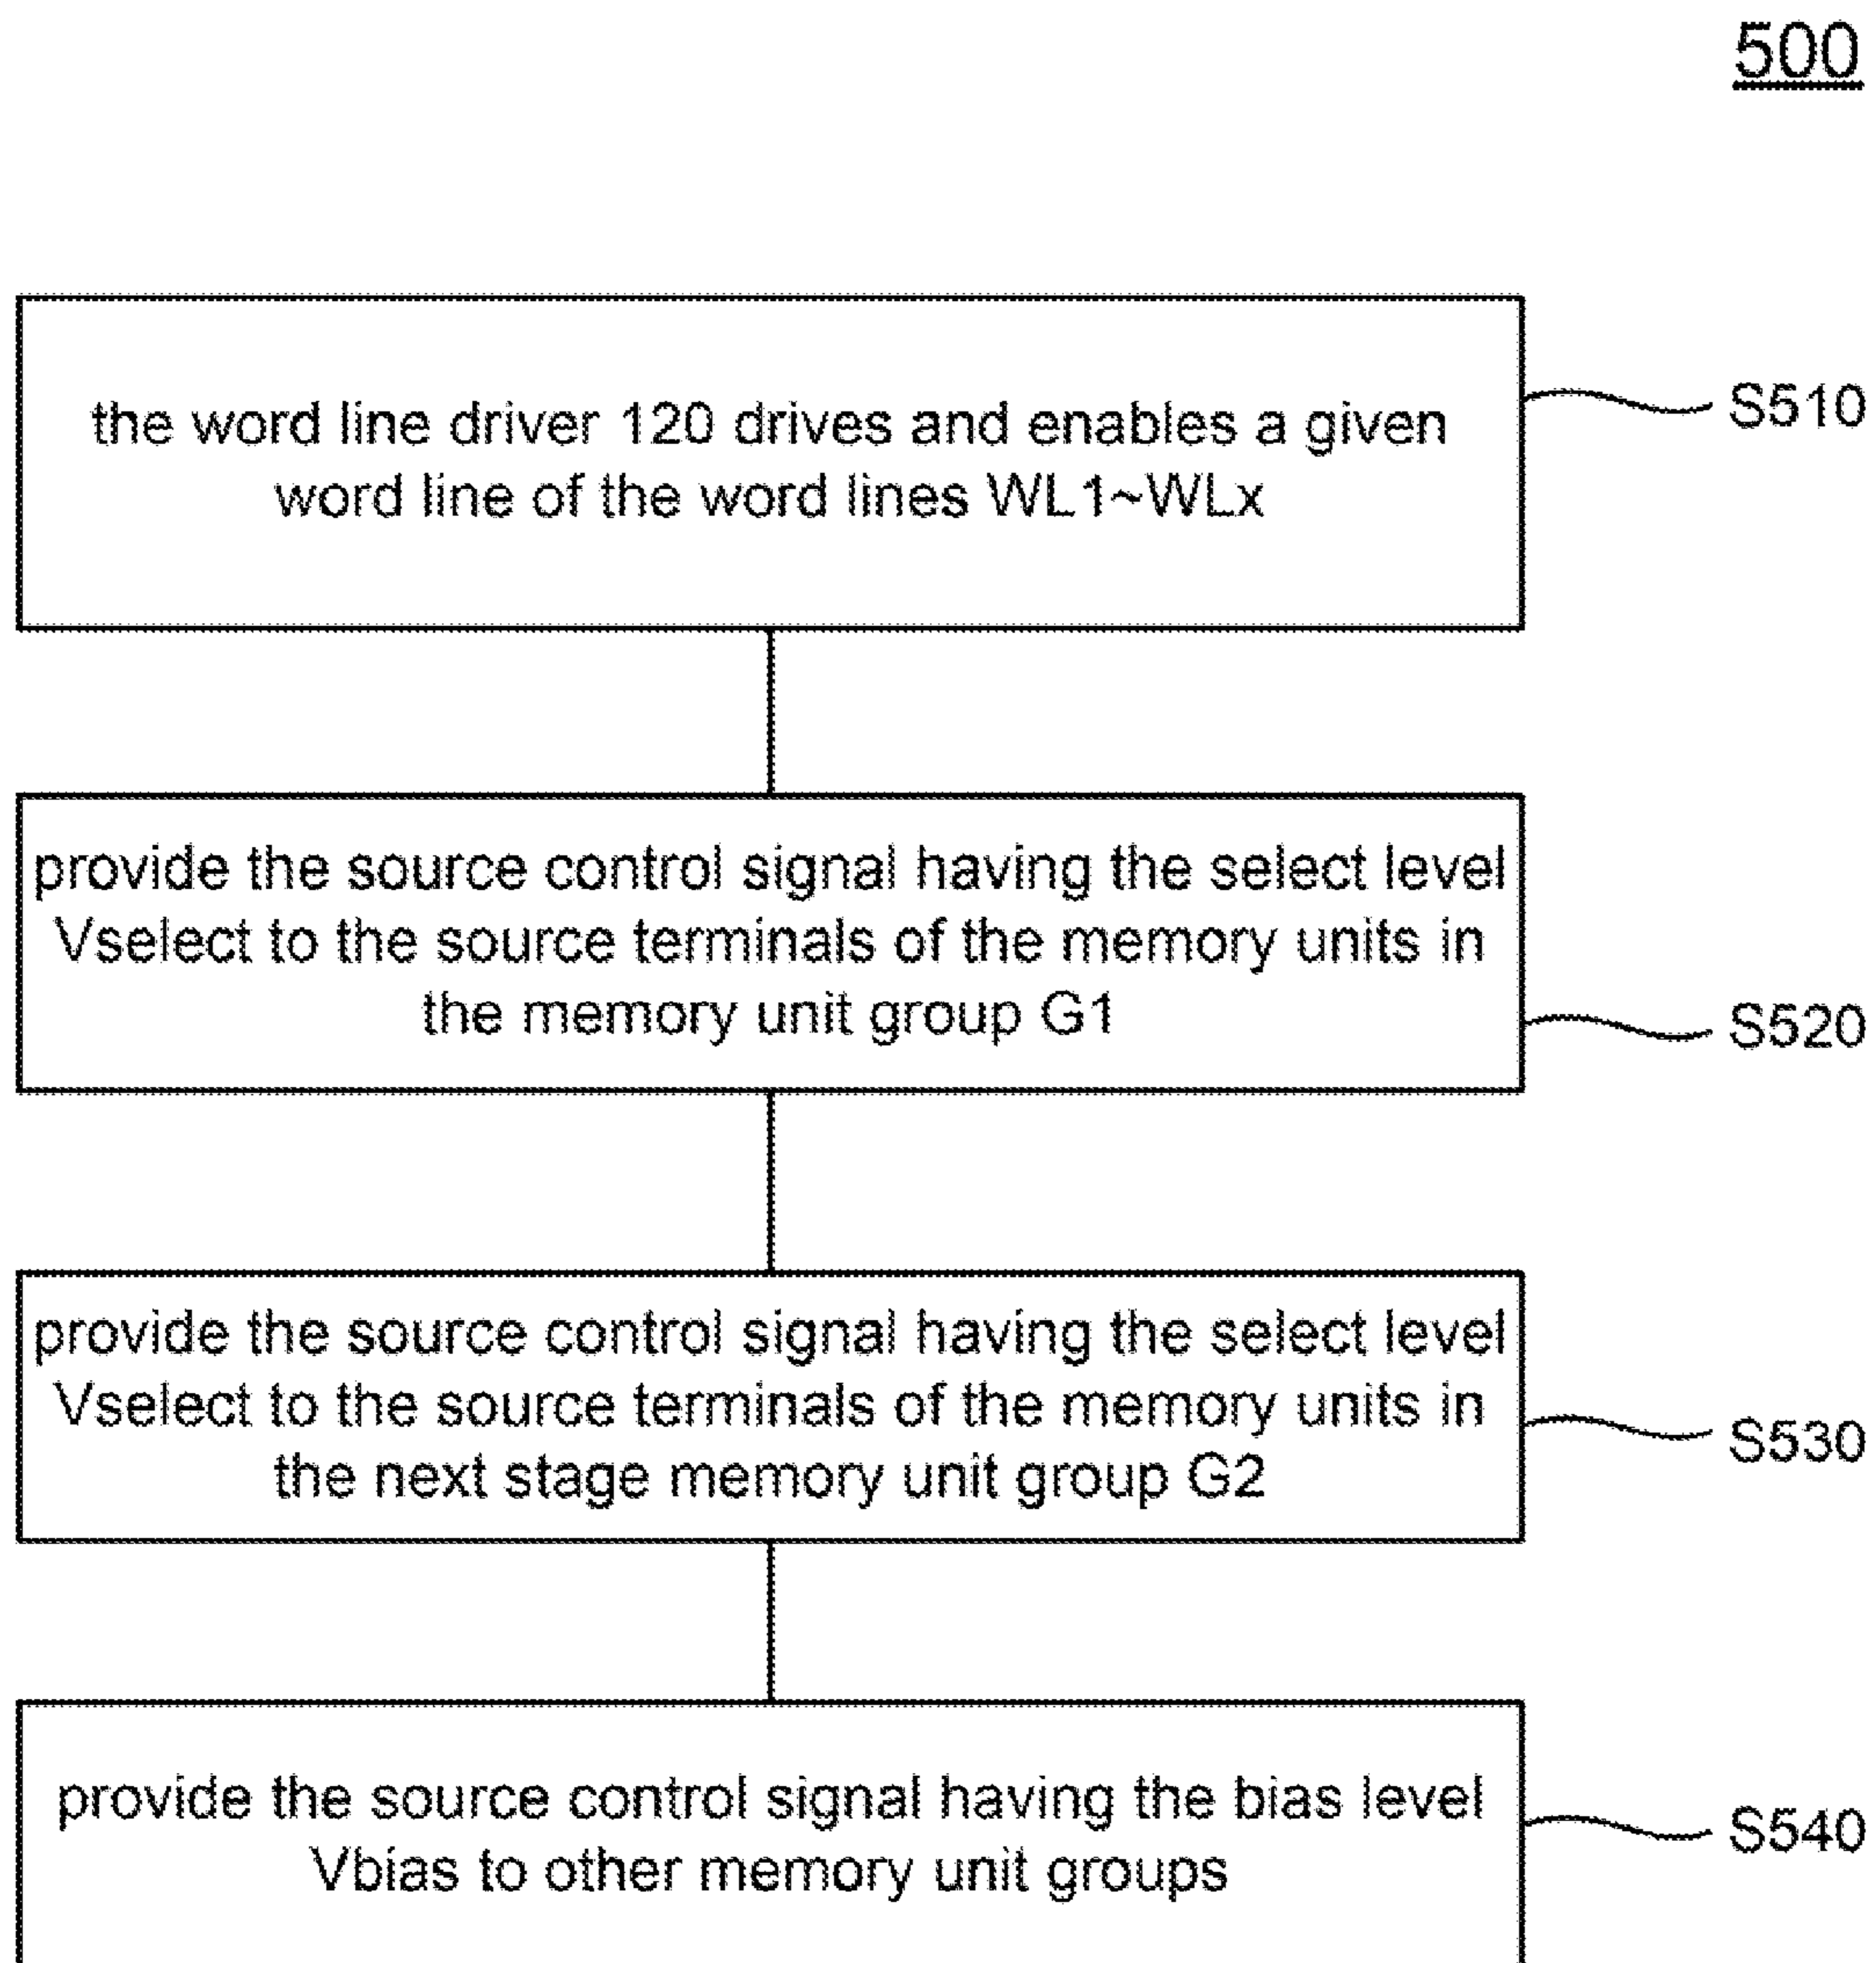 500
the word line driver 120 drives and enables a given
word line of the word lines WL1~WLx
S510
provide the source control signal having the select level
Vselect to the source terminals of the memory units in
the memory unit group G1
S520
provide the source control signal having the select level
Vselect to the source terminals of the memory units in
the next stage memory unit group G2
S530
provide the source control signal having the bias level
Vbias to other memory unit groups
S540